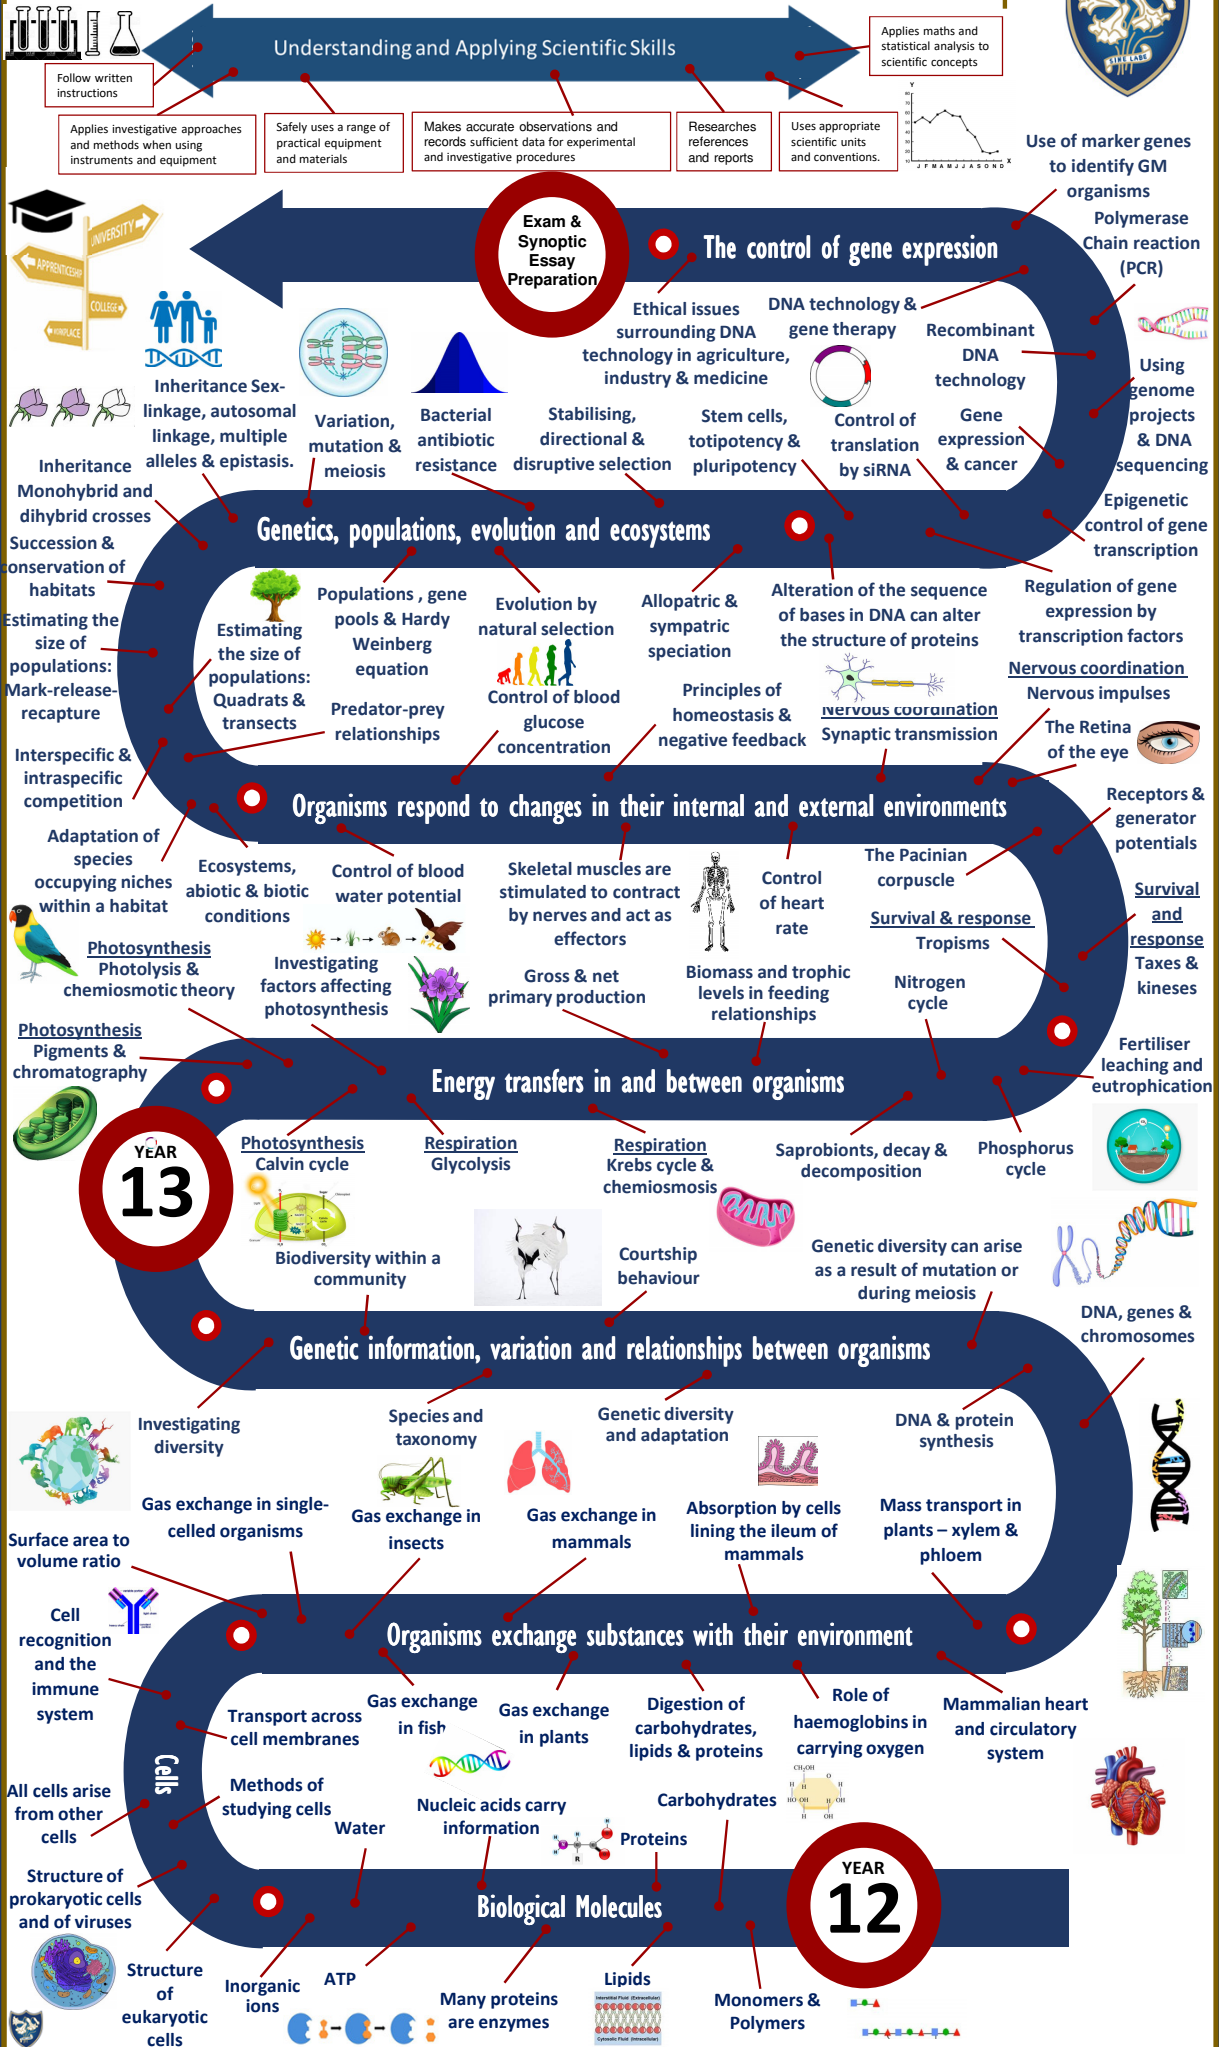 Understanding and Applying Scientific Skills
Applies maths and
statistical analysis to
scientific concepts
SINE LABE
Follow written
instructions
Applies investigative approaches
and methods when using
instruments and equipment
Safely uses a range of
practical equipment
and materials
Makes accurate observations and
records sufficient data for experimental
and investigative procedures
Researches
references
and reports
Uses appropriate
scientific units
and conventions.
Y
X
J F M A M J J A S O N D
Use of marker genes
to identify GM
organisms
Polymerase
Chain reaction
(PCR)
UNIVERSITY
APPRENTICESHIP
COLLEGE
WORKPLACE
Exam &
Synoptic
Essay
Preparation
The control of gene expression
Ethical issues
surrounding DNA
technology in agriculture,
industry & medicine
DNA technology &
gene therapy
Recombinant
DNA
technology
Using
genome
projects
& DNA
sequencing
Inheritance Sex-
linkage, autosomal
linkage, multiple
alleles & epistasis.
Variation,
mutation &
meiosis
Bacterial
antibiotic
resistance
Stabilising,
directional &
disruptive selection
Stem cells,
totipotency &
pluripotency
Control of
translation
by siRNA
Gene
expression
& cancer
Inheritance
Monohybrid and
dihybrid crosses
Epigenetic
control of gene
transcription
Genetics, populations, evolution and ecosystems
Succession &
conservation of
habitats
Estimating the
size of
populations:
Mark-release-
recapture
Estimating
the size of
populations:
Quadrats &
transects
Populations , gene
pools & Hardy
Weinberg
equation
Evolution by
natural selection
Allopatric &
sympatric
speciation
Alteration of the sequence
of bases in DNA can alter
the structure of proteins
Regulation of gene
expression by
transcription factors
Predator-prey
relationships
Control of blood
glucose
concentration
Principles of
homeostasis &
negative feedback
Nervous coordination
Synaptic transmission
Nervous coordination
Nervous impulses
The Retina
of the eye
Interspecific &
intraspecific
competition
Organisms respond to changes in their internal and external environments
Receptors &
generator
potentials
Adaptation of
species
occupying niches
within a habitat
Ecosystems,
abiotic & biotic
conditions
Control of blood
water potential
Skeletal muscles are
stimulated to contract
by nerves and act as
effectors
Control
of heart
rate
The Pacinian
corpuscle
Survival & response
Tropisms
Survival
and
response
Taxes &
kineses
Photosynthesis
Photolysis &
chemiosmotic theory
Investigating
factors affecting
photosynthesis
Gross & net
primary production
Biomass and trophic
levels in feeding
relationships
Nitrogen
cycle
Photosynthesis
Pigments &
chromatography
Fertiliser
leaching and
eutrophication
Energy transfers in and between organisms
YEAR
13
Photosynthesis
Calvin cycle
Respiration
Glycolysis
Respiration
Krebs cycle &
chemiosmosis
Saprobionts, decay &
decomposition
Phosphorus
cycle
Biodiversity within a
community
Courtship
behaviour
Genetic diversity can arise
as a result of mutation or
during meiosis
DNA, genes &
chromosomes
Genetic information, variation and relationships between organisms
Investigating
diversity
Species and
taxonomy
Genetic diversity
and adaptation
DNA & protein
synthesis
Surface area to
volume ratio
Gas exchange in single-
celled organisms
Gas exchange in
insects
Gas exchange in
mammals
Absorption by cells
lining the ileum of
mammals
Mass transport in
plants – xylem &
phloem
Organisms exchange substances with their environment
Cell
recognition
and the
immune
system
Transport across
cell membranes
Gas exchange
in fish
Gas exchange
in plants
Digestion of
carbohydrates,
lipids & proteins
Role of
haemoglobins in
carrying oxygen
Mammalian heart
and circulatory
system
Cells
All cells arise
from other
cells
Methods of
studying cells
Water
Nucleic acids carry
information
Proteins
Carbohydrates
CH₂OH
H
O
H
H
HO
OH
H
OH
H
OH
H
R
Structure of
prokaryotic cells
and of viruses
Biological Molecules
YEAR
12
Structure
of
eukaryotic
cells
Inorganic
ions
ATP
Many proteins
are enzymes
Lipids
Interstitial Fluid (Extracellular)
Cytosolic Fluid (Intracellular)
Monomers &
Polymers